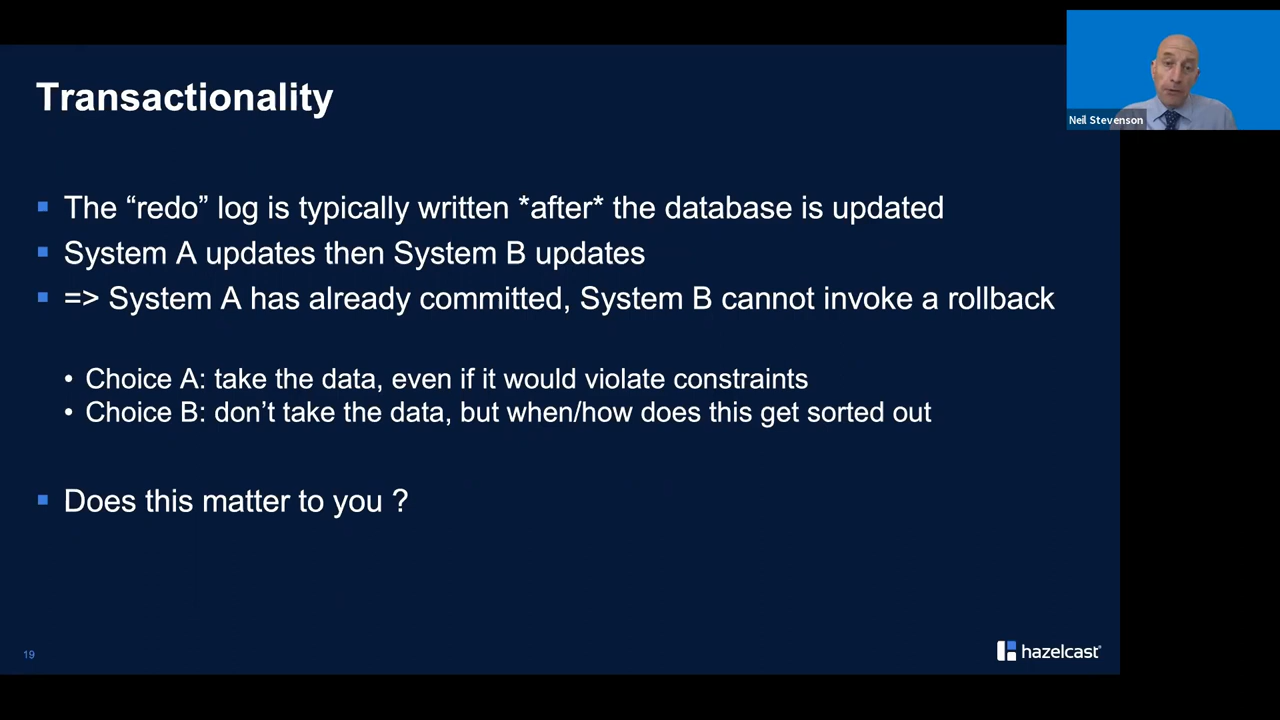 Transactionality
Neil Stevenson
The “redo” log is typically written *after* the database is updated
System A updates then System B updates
=> System A has already committed, System B cannot invoke a rollback
• Choice A: take the data, even if it would violate constraints
• Choice B: don’t take the data, but when/how does this get sorted out
Does this matter to you ?
19
hazelcast